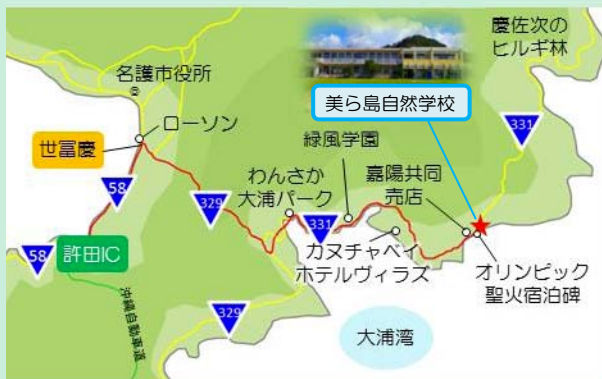 慶佐次の
ヒルギ林
名護市役所
美ら島自然学校
ローソン
世冨慶
緑風学園
331
わんさか
大浦パーク
嘉陽共同
売店
58
329
331
カヌチャベイ
ホテルヴィラズ
58
許田IC
オリンピック
聖火宿泊碑
沖縄自動車道
329
大浦湾